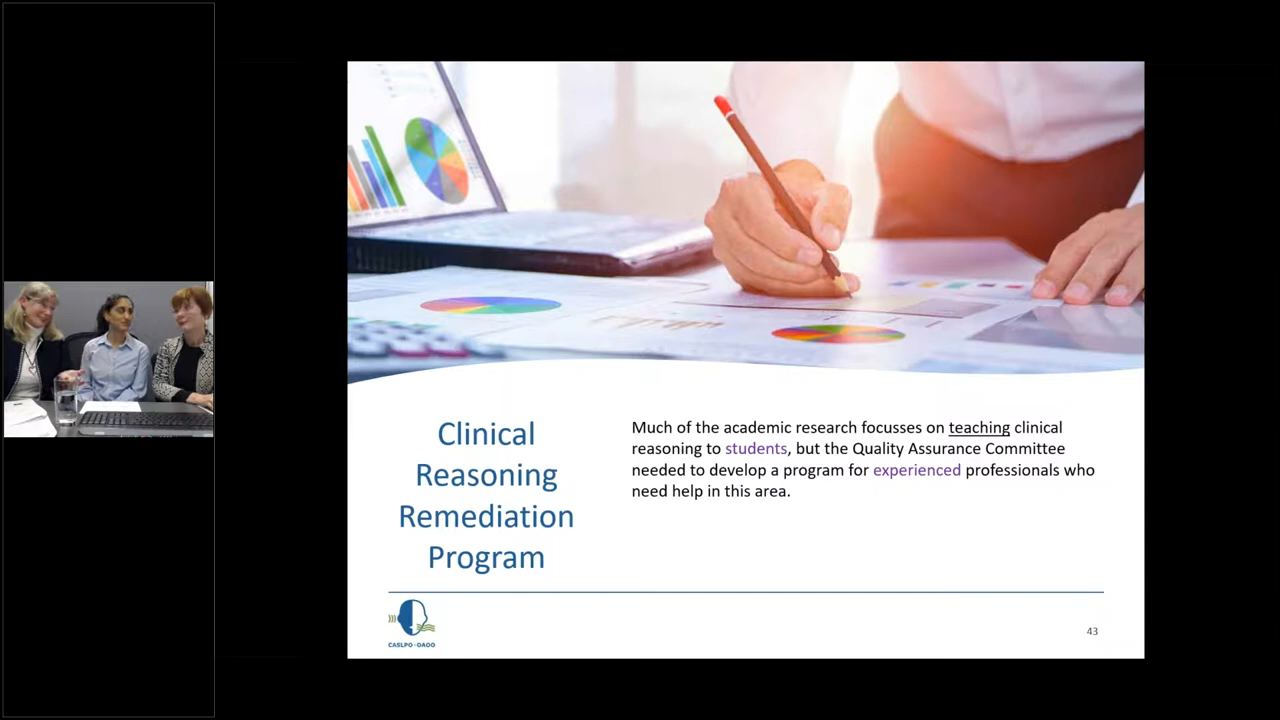 Clinical
Reasoning
Remediation
Program
Much of the academic research focusses on teaching clinical
reasoning to students, but the Quality Assurance Committee
needed to develop a program for experienced professionals who
need help in this area.
CASLPO•OAOO
43